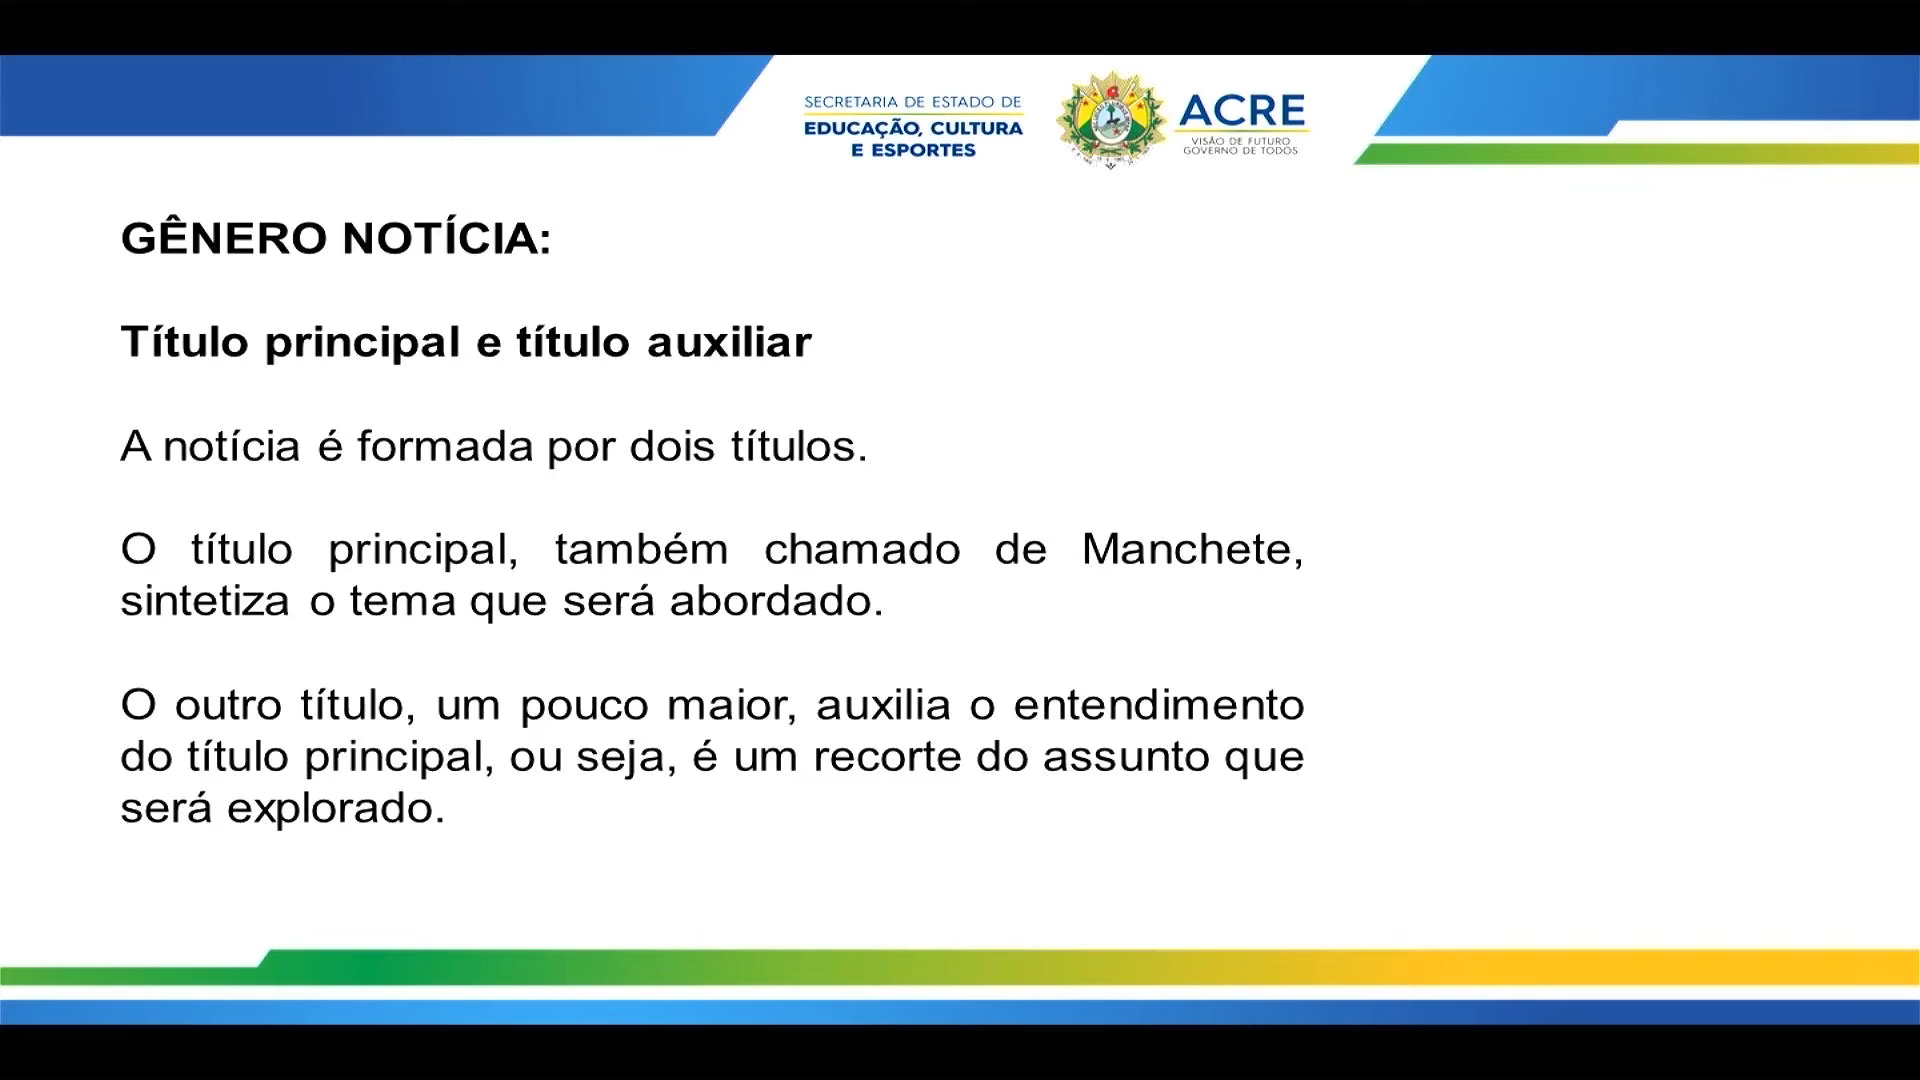 SECRETARIA DE ESTADO DE
EDUCAÇÃO, CULTURA
E ESPORTES
ACRE
VISÃO DE FUTURO
GOVERNO DE TODOS
GÊNERO NOTÍCIA:
Título principal e título auxiliar
A notícia é formada por dois títulos.
O título principal, também chamado de Manchete,
sintetiza o tema que será abordado.
O outro título, um pouco maior, auxilia o entendimento
do título principal, ou seja, é um recorte do assunto que
será explorado.